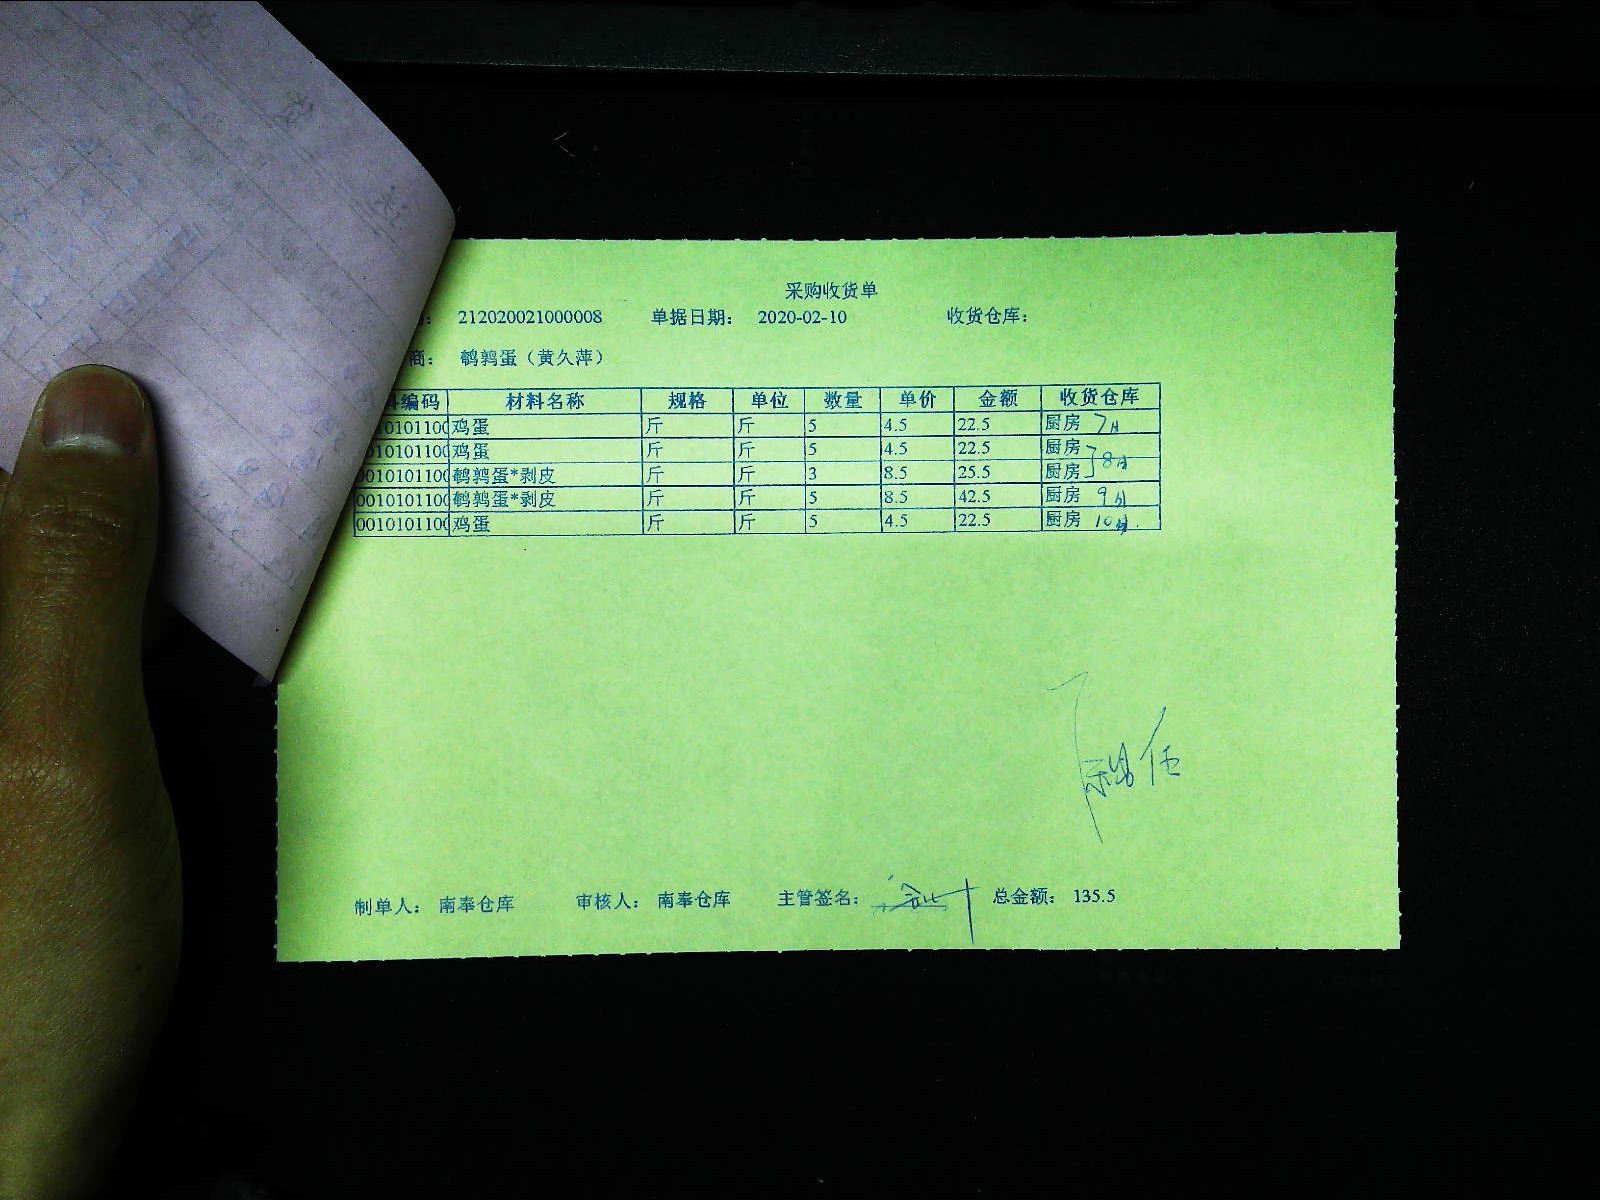 采购收货单
212020021000008 单据日期： 2020-02-10 收货仓库：
商： 鹌鹑蛋（黄久萍）
编码 材料名称 规格 单位 数量 单价 金额 收货仓库
010101100 鸡蛋 斤 斤 5 4.5 22.5 厨房 7日
010101100 鸡蛋 斤 斤 5 4.5 22.5 厨房
0010101100 鹌鹑蛋*剥皮 斤 斤 3 8.5 25.5 厨房 8日
0010101100 鹌鹑蛋*剥皮 斤 斤 5 8.5 42.5 厨房 9日
0010101100 鸡蛋 斤 斤 5 4.5 22.5 厨房 10日.
制单人： 南奉仓库 审核人： 南奉仓库 主管签名： 总金额： 135.5